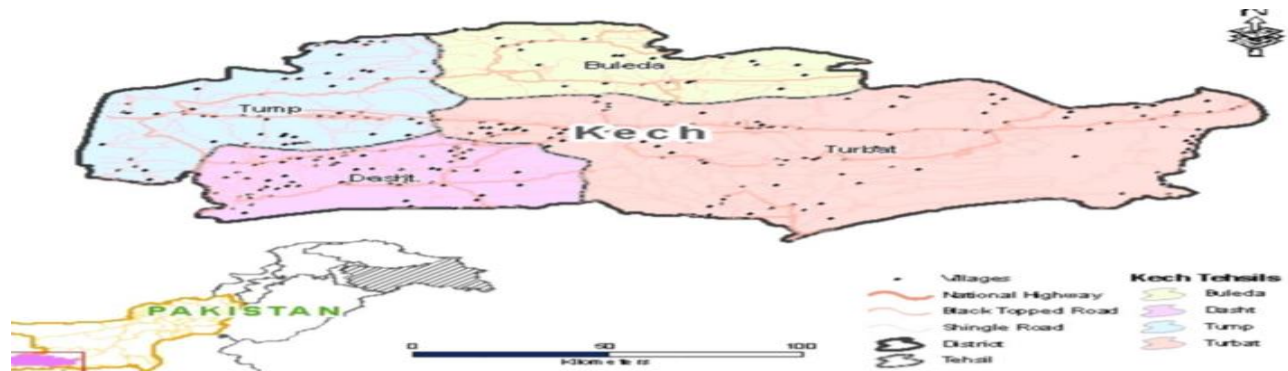 N
Buleda
Tump
Kech
Turbat
Dasht
PAKISTAN
0 50 100
Kilometers
Villages
National Highway
Black Topped Road
Shingle Road
District
Tehsil
Kech Tehsils
Buleda
Dasht
Tump
Turbat